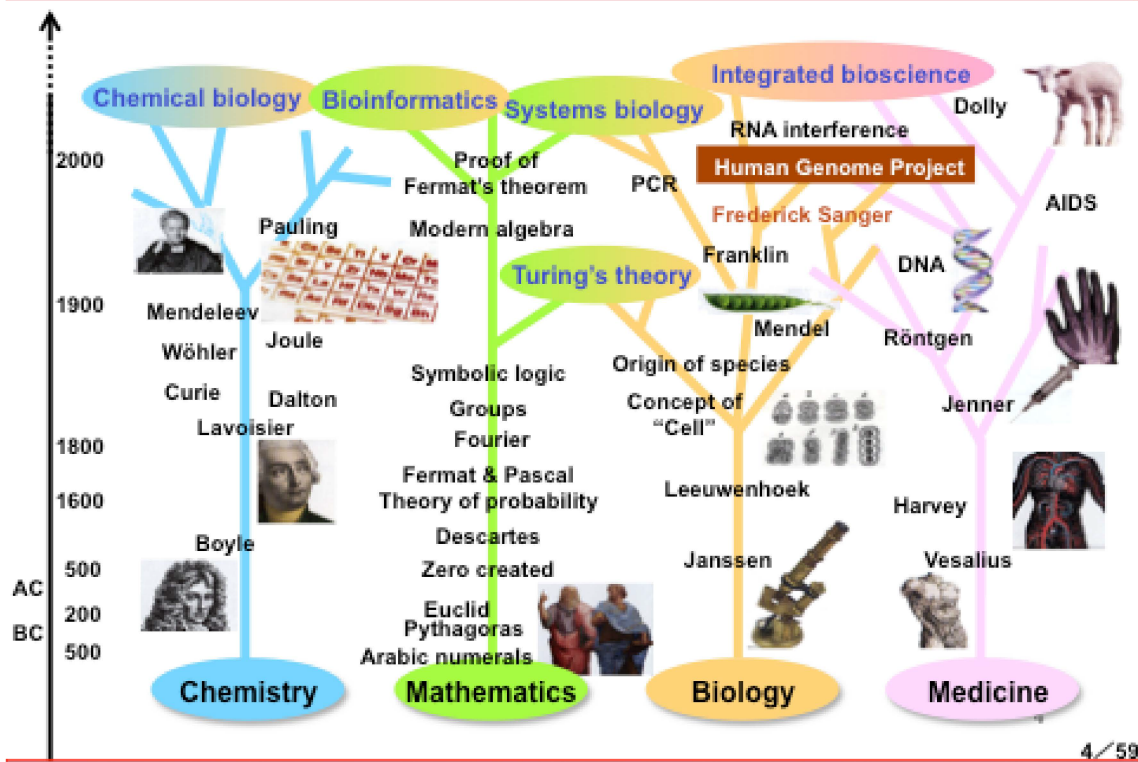 Integrated bioscience
Chemical biology
Bioinformatics
Systems biology
Dolly
RNA interference
2000
Proof of
Fermat's theorem
Human Genome Project
PCR
AIDS
Frederick Sanger
Pauling
Modern algebra
Franklin
DNA
Turing's theory
1900
Mendeleev
Joule
Mendel
Röntgen
Wöhler
Origin of species
Symbolic logic
Curie
Dalton
Groups
Concept of
"Cell"
Jenner
Lavoisier
Fourier
1800
Fermat & Pascal
Theory of probability
1600
Leeuwenhoek
Harvey
Descartes
Boyle
Janssen
Vesalius
500
Zero created
AC
200
Euclid
BC
Pythagoras
500
Arabic numerals
Chemistry
Mathematics
Biology
Medicine
4/59